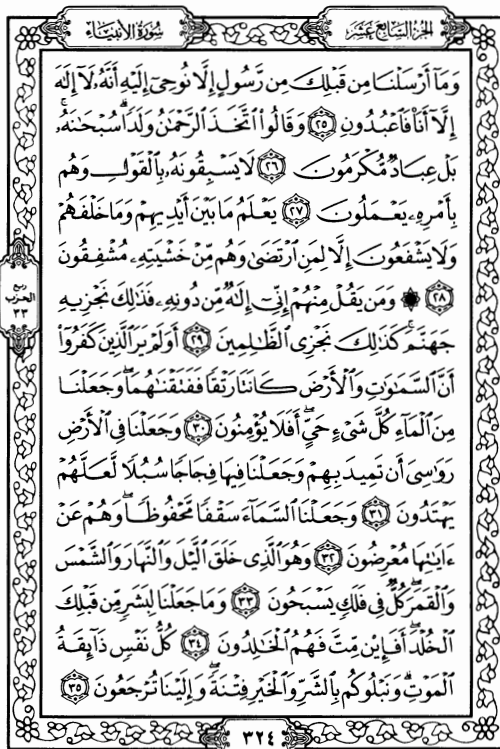 الجزء السابع عشر
سورة الأنبياء
وَمَآ أَرْسَلْنَا مِن قَبْلِكَ مِن رَّسُولٍ إِلَّا نُوحِىٓ إِلَيْهِ أَنَّهُۥ لَآ إِلَٰهَ
إِلَّآ أَنَا۠ فَٱعْبُدُونِ ٢٥ وَقَالُوا۟ ٱتَّخَذَ ٱلرَّحْمَٰنُ وَلَدًا ۗ سُبْحَٰنَهُۥ ۚ
بَلْ عِبَادٌ مُّكْرَمُونَ ٢٦ لَا يَسْبِقُونَهُۥ بِٱلْقَوْلِ وَهُم
بِأَمْرِهِۦ يَعْمَلُونَ ٢٧ يَعْلَمُ مَا بَيْنَ أَيْدِيهِمْ وَمَا خَلْفَهُمْ
وَلَا يَشْفَعُونَ إِلَّا لِمَنِ ٱرْتَضَىٰ وَهُم مِّنْ خَشْيَتِهِۦ مُشْفِقُونَ
٢٨ ۞ وَمَن يَقُلْ مِنْهُمْ إِنِّىٓ إِلَٰهٌ مِّن دُونِهِۦ فَذَٰلِكَ نَجْزِيهِ
ربع
الحزب
٣٣
جَهَنَّمَ ۚ كَذَٰلِكَ نَجْزِى ٱلظَّٰلِمِينَ ٢٩ أَوَلَمْ يَرَ ٱلَّذِينَ كَفَرُوٓا۟
أَنَّ ٱلسَّمَٰوَٰتِ وَٱلْأَرْضَ كَانَتَا رَتْقًا فَفَتَقْنَٰهُمَا ۖ وَجَعَلْنَا
مِنَ ٱلْمَآءِ كُلَّ شَىْءٍ حَىٍّ ۖ أَفَلَا يُؤْمِنُونَ ٣٠ وَجَعَلْنَا فِى ٱلْأَرْضِ
رَوَٰسِىَ أَن تَمِيدَ بِهِمْ وَجَعَلْنَا فِيهَا فِجَاجًا سُبُلًا لَّعَلَّهُمْ
يَهْتَدُونَ ٣١ وَجَعَلْنَا ٱلسَّمَآءَ سَقْفًا مَّحْفُوظًا ۖ وَهُمْ عَنْ
ءَايَٰتِهَا مُعْرِضُونَ ٣٢ وَهُوَ ٱلَّذِى خَلَقَ ٱلَّيْلَ وَٱلنَّهَارَ وَٱلشَّمْسَ
وَٱلْقَمَرَ ۖ كُلٌّ فِى فَلَكٍ يَسْبَحُونَ ٣٣ وَمَا جَعَلْنَا لِبَشَرٍ مِّن قَبْلِكَ
ٱلْخُلْدَ ۖ أَفَإِي۟ن مِّتَّ فَهُمُ ٱلْخَٰلِدُونَ ٣٤ كُلُّ نَفْسٍ ذَآئِقَةُ
ٱلْمَوْتِ ۗ وَنَبْلُوكُم بِٱلشَّرِّ وَٱلْخَيْرِ فِتْنَةً ۖ وَإِلَيْنَا تُرْجَعُونَ ٣٥
٣٢٤